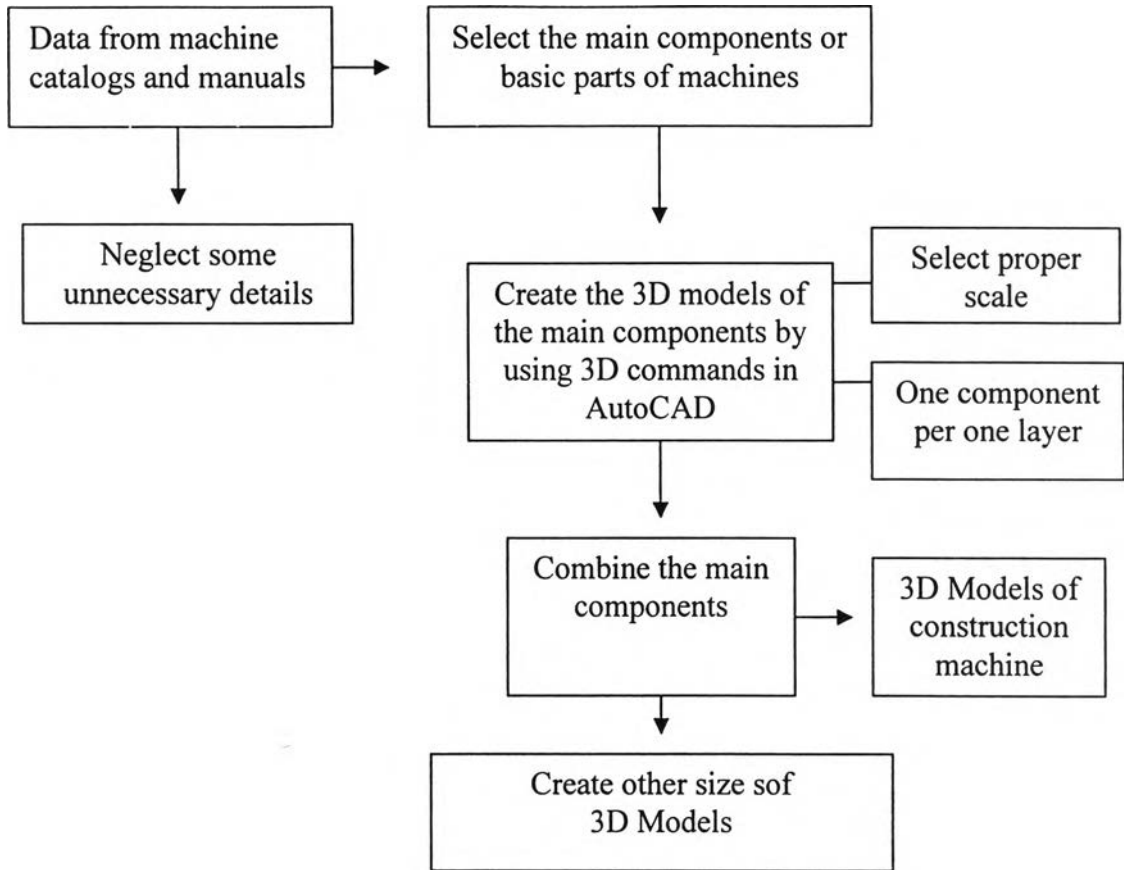 Data from machine
catalogs and manuals
Select the main components or
basic parts of machines
Neglect some
unnecessary details
Create the 3D models of
the main components by
using 3D commands in
AutoCAD
Select proper
scale
One component
per one layer
Combine the main
components
3D Models of
construction
machine
Create other size sof
3D Models